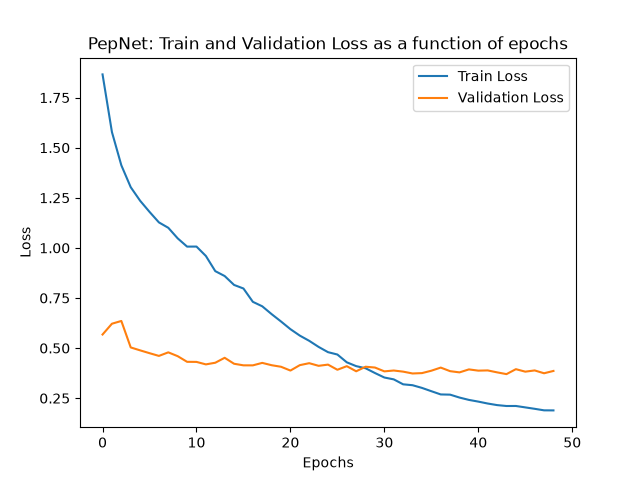 PepNet: Train and Validation Loss as a function of epochs
Train Loss
Validation Loss
1.75
1.50
1.25
1.00
0.75
0.50
0.25
Loss
0 10 20 30 40 50
Epochs